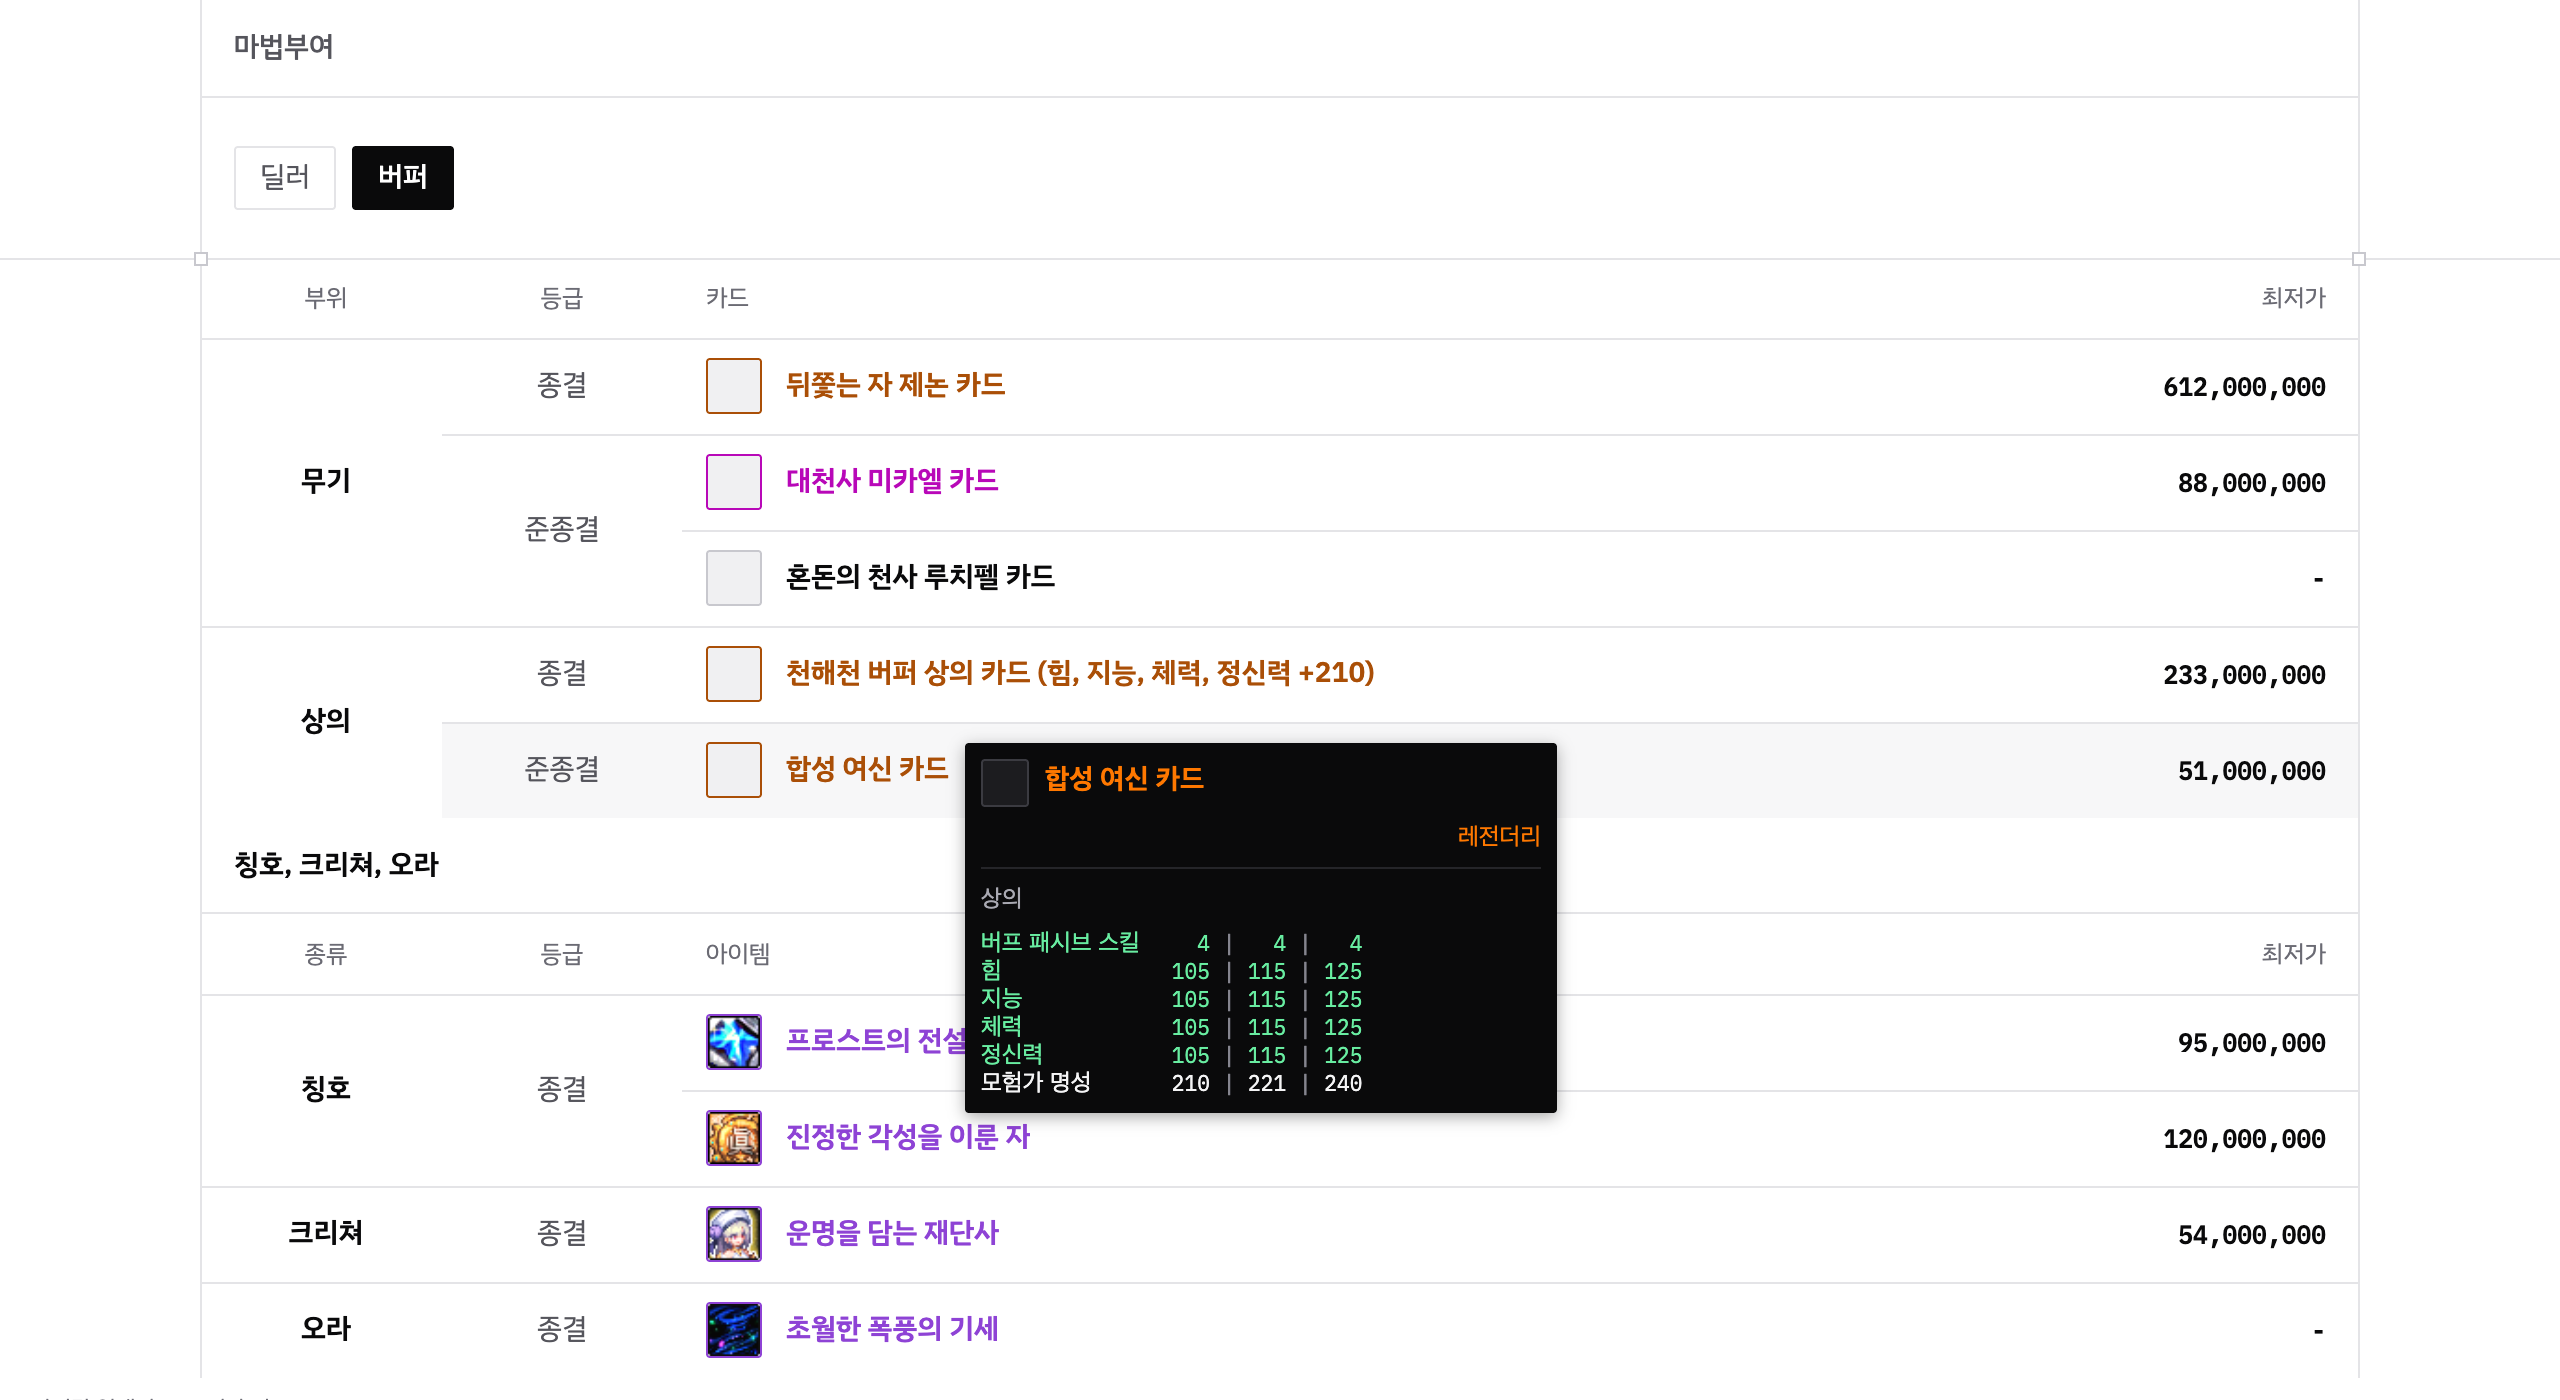 마법부여
딜러 버퍼
부위 등급 카드 최저가
무기 종결 뒤쫓는 자 제논 카드 612,000,000
준종결 대천사 미카엘 카드 88,000,000
혼돈의 천사 루치펠 카드 -
상의 종결 천해천 버퍼 상의 카드 (힘, 지능, 체력, 정신력 +210) 233,000,000
준종결 합성 여신 카드 51,000,000
합성 여신 카드
레전더리
상의
버프 패시브 스킬 4 | 4 | 4
힘 105 | 115 | 125
지능 105 | 115 | 125
체력 105 | 115 | 125
정신력 105 | 115 | 125
모험가 명성 210 | 221 | 240
칭호, 크리쳐, 오라
종류 등급 아이템 최저가
칭호 종결 프로스트의 전설 95,000,000
진정한 각성을 이룬 자 120,000,000
크리쳐 종결 운명을 담는 재단사 54,000,000
오라 종결 초월한 폭풍의 기세 -